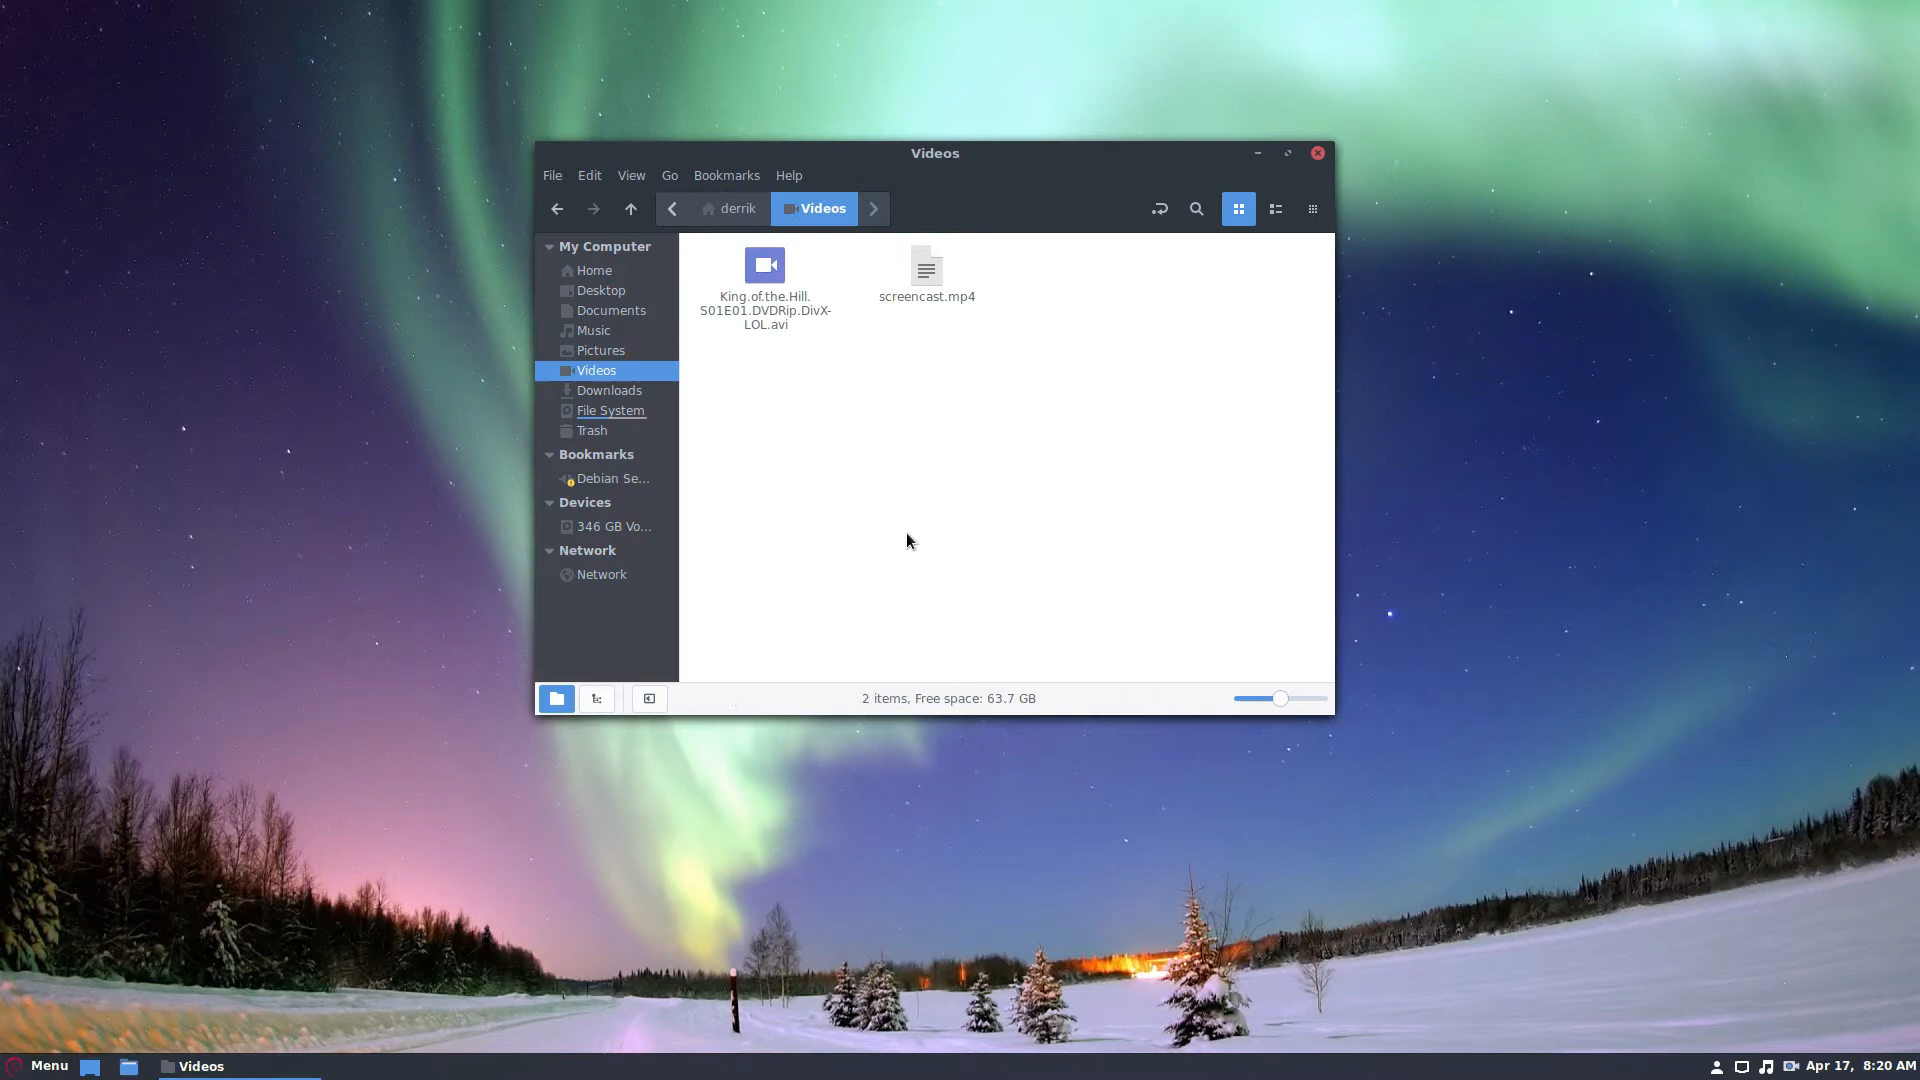 Videos
File Edit View Go Bookmarks Help
derrik Videos
My Computer
Home
Desktop
Documents
Music
Pictures
Videos
Downloads
File System
Trash
Bookmarks
Debian Se...
Devices
346 GB Vo...
Network
Network
King.of.the.Hill.
S01E01.DVDRip.DivX-
LOL.avi
screencast.mp4
2 items, Free space: 63.7 GB
Menu Videos Apr 17, 8:20 AM